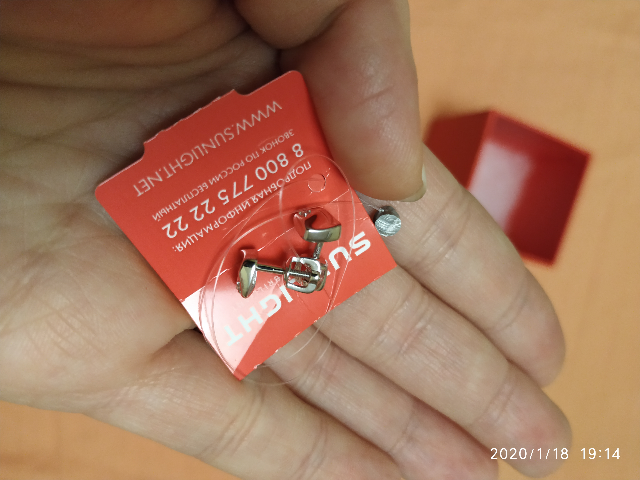 SUNLIGHT
ПОДРОБНАЯ ИНФОРМАЦИЯ:
8 800 775 22 22
ЗВОНОК ПО РОССИИ БЕСПЛАТНЫЙ
WWW.SUNLIGHT.NET
2020/1/18 19:14